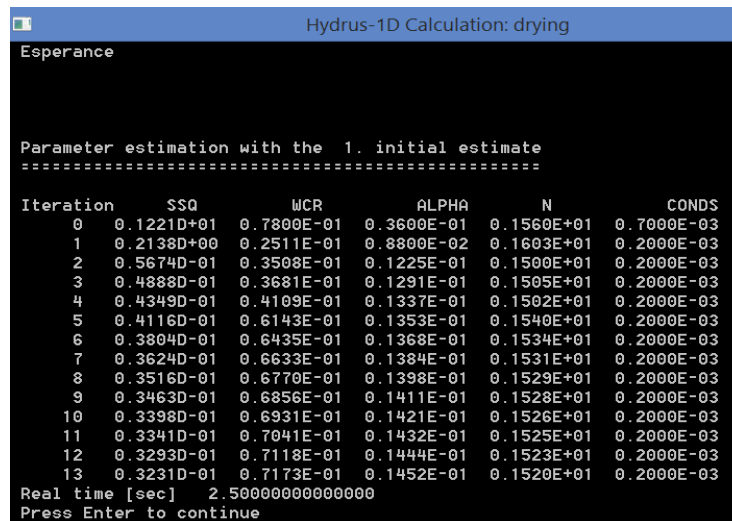 Hydrus-1D Calculation: drying
Esperance
Parameter estimation with the  1. initial estimate
==================================================
Iteration     SSQ         WCR         ALPHA       N           CONDS
0   0.1221D+01  0.7800E-01  0.3600E-01  0.1560E+01  0.7000E-03
1   0.2138D+00  0.2511E-01  0.8800E-02  0.1603E+01  0.2000E-03
2   0.5674D-01  0.3508E-01  0.1225E-01  0.1500E+01  0.2000E-03
3   0.4888D-01  0.3681E-01  0.1291E-01  0.1505E+01  0.2000E-03
4   0.4349D-01  0.4109E-01  0.1337E-01  0.1502E+01  0.2000E-03
5   0.4116D-01  0.6143E-01  0.1353E-01  0.1540E+01  0.2000E-03
6   0.3804D-01  0.6435E-01  0.1368E-01  0.1534E+01  0.2000E-03
7   0.3624D-01  0.6633E-01  0.1384E-01  0.1531E+01  0.2000E-03
8   0.3516D-01  0.6770E-01  0.1398E-01  0.1529E+01  0.2000E-03
9   0.3463D-01  0.6856E-01  0.1411E-01  0.1528E+01  0.2000E-03
10   0.3398D-01  0.6931E-01  0.1421E-01  0.1526E+01  0.2000E-03
11   0.3341D-01  0.7041E-01  0.1432E-01  0.1525E+01  0.2000E-03
12   0.3293D-01  0.7118E-01  0.1444E-01  0.1523E+01  0.2000E-03
13   0.3231D-01  0.7173E-01  0.1452E-01  0.1520E+01  0.2000E-03
Real time [sec]   2.50000000000000
Press Enter to continue